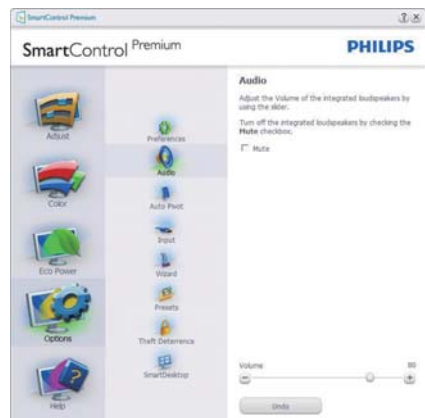 SmartControl Premium
SmartControl Premium
PHILIPS
Adjust
Color
Eco Power
Options
Help
Preferences
Audio
Auto Pivot
Input
Wizard
Presets
Theft Deterrence
SmartDesktop
Audio
Adjust the Volume of the integrated loudspeakers by
using the slider.
Turn off the integrated loudspeakers by checking the
Mute checkbox.
Mute
Volume 80
Undo